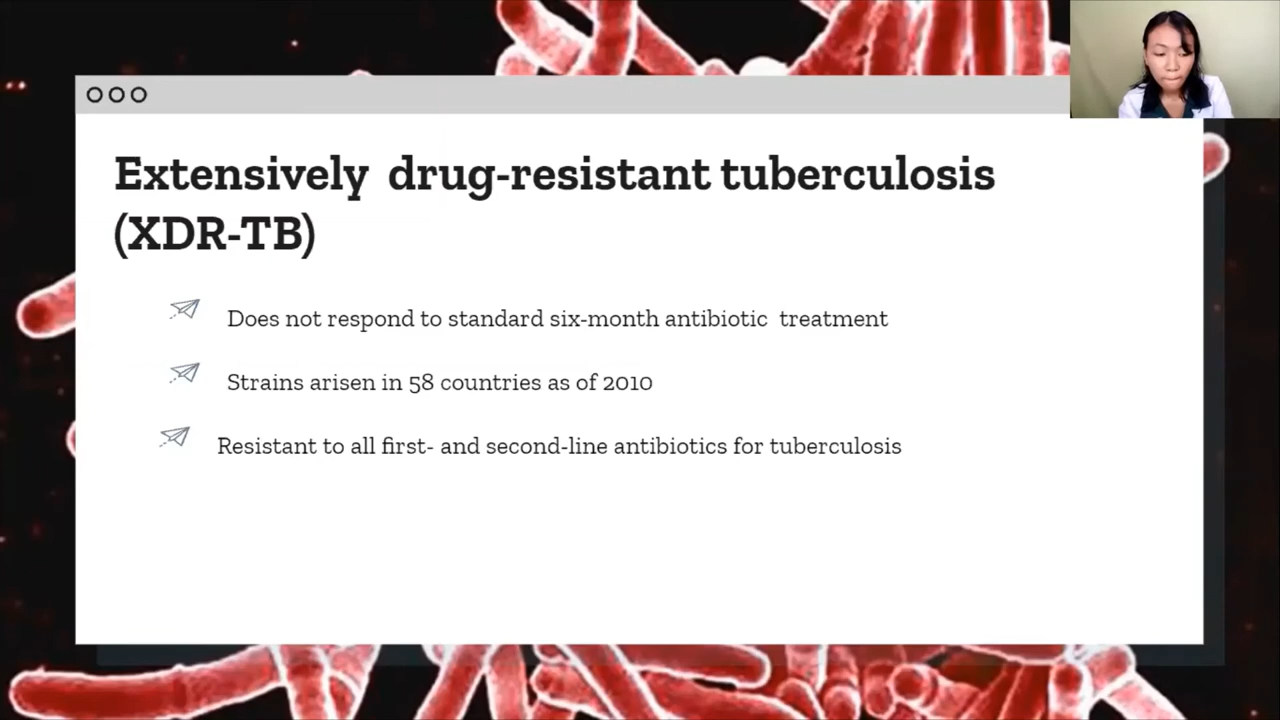 Extensively drug-resistant tuberculosis
(XDR-TB)
Does not respond to standard six-month antibiotic treatment
Strains arisen in 58 countries as of 2010
Resistant to all first- and second-line antibiotics for tuberculosis